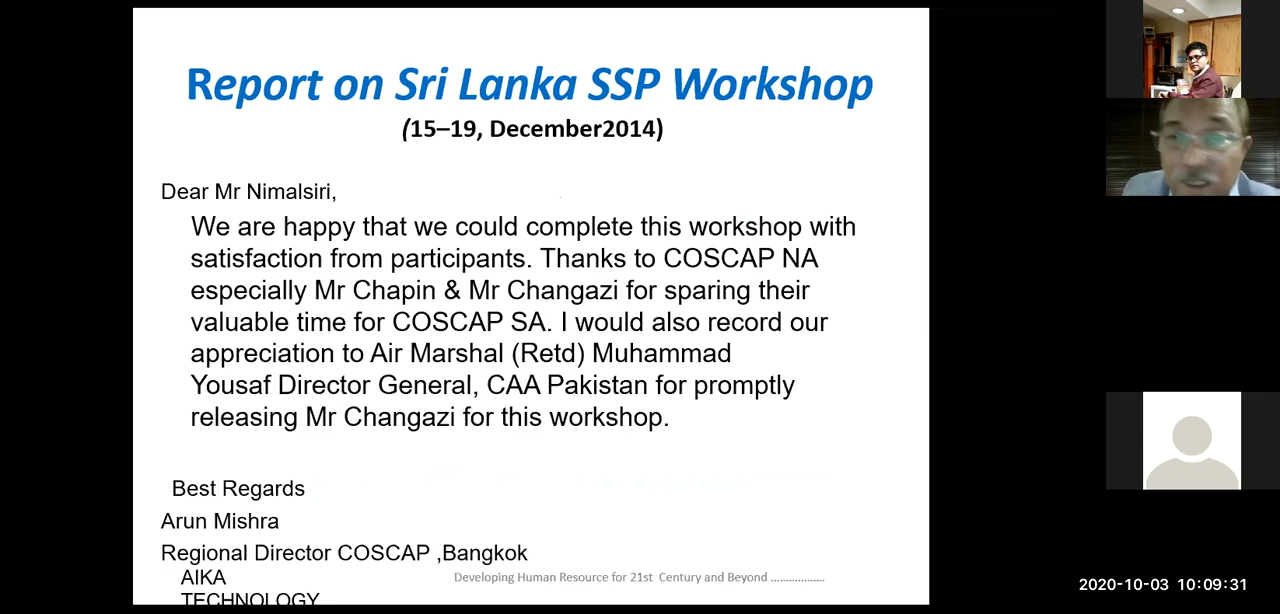 Report on Sri Lanka SSP Workshop
(15–19, December2014)
Dear Mr Nimalsiri,
We are happy that we could complete this workshop with
satisfaction from participants. Thanks to COSCAP NA
especially Mr Chapin & Mr Changazi for sparing their
valuable time for COSCAP SA. I would also record our
appreciation to Air Marshal (Retd) Muhammad
Yousaf Director General, CAA Pakistan for promptly
releasing Mr Changazi for this workshop.
Best Regards
Arun Mishra
Regional Director COSCAP ,Bangkok
AIKA
TECHNOLOGY
Developing Human Resource for 21st Century and Beyond ..................
2020-10-03 10:09:31